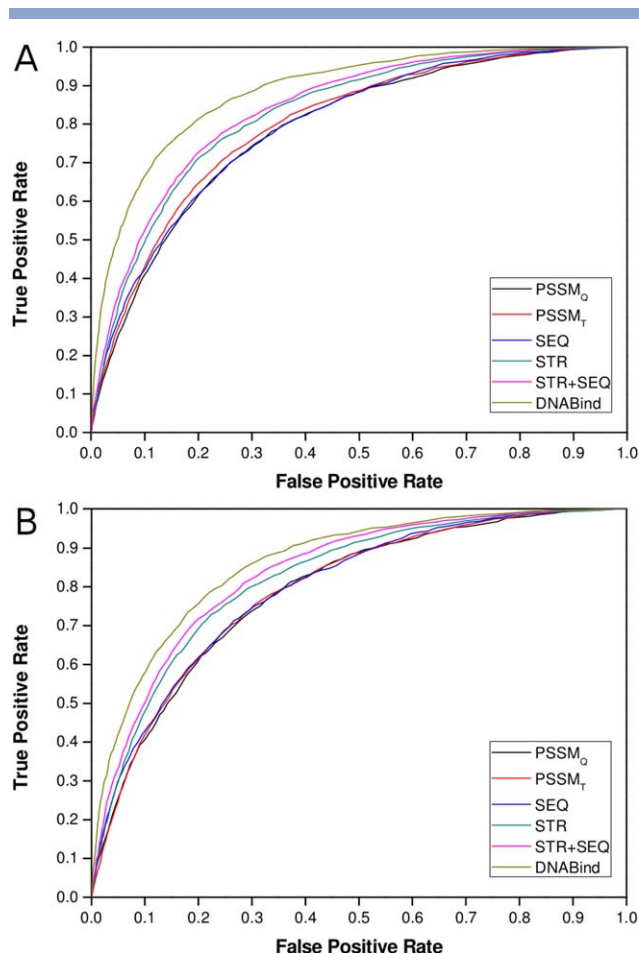 A
1.0
0.9
0.8
0.7
0.6
0.5
0.4
0.3
0.2
0.1
0.0
True Positive Rate
PSSM_Q
PSSM_T
SEQ
STR
STR+SEQ
DNABind
0.0 0.1 0.2 0.3 0.4 0.5 0.6 0.7 0.8 0.9 1.0
False Positive Rate
B
1.0
0.9
0.8
0.7
0.6
0.5
0.4
0.3
0.2
0.1
0.0
True Positive Rate
PSSM_Q
PSSM_T
SEQ
STR
STR+SEQ
DNABind
0.0 0.1 0.2 0.3 0.4 0.5 0.6 0.7 0.8 0.9 1.0
False Positive Rate